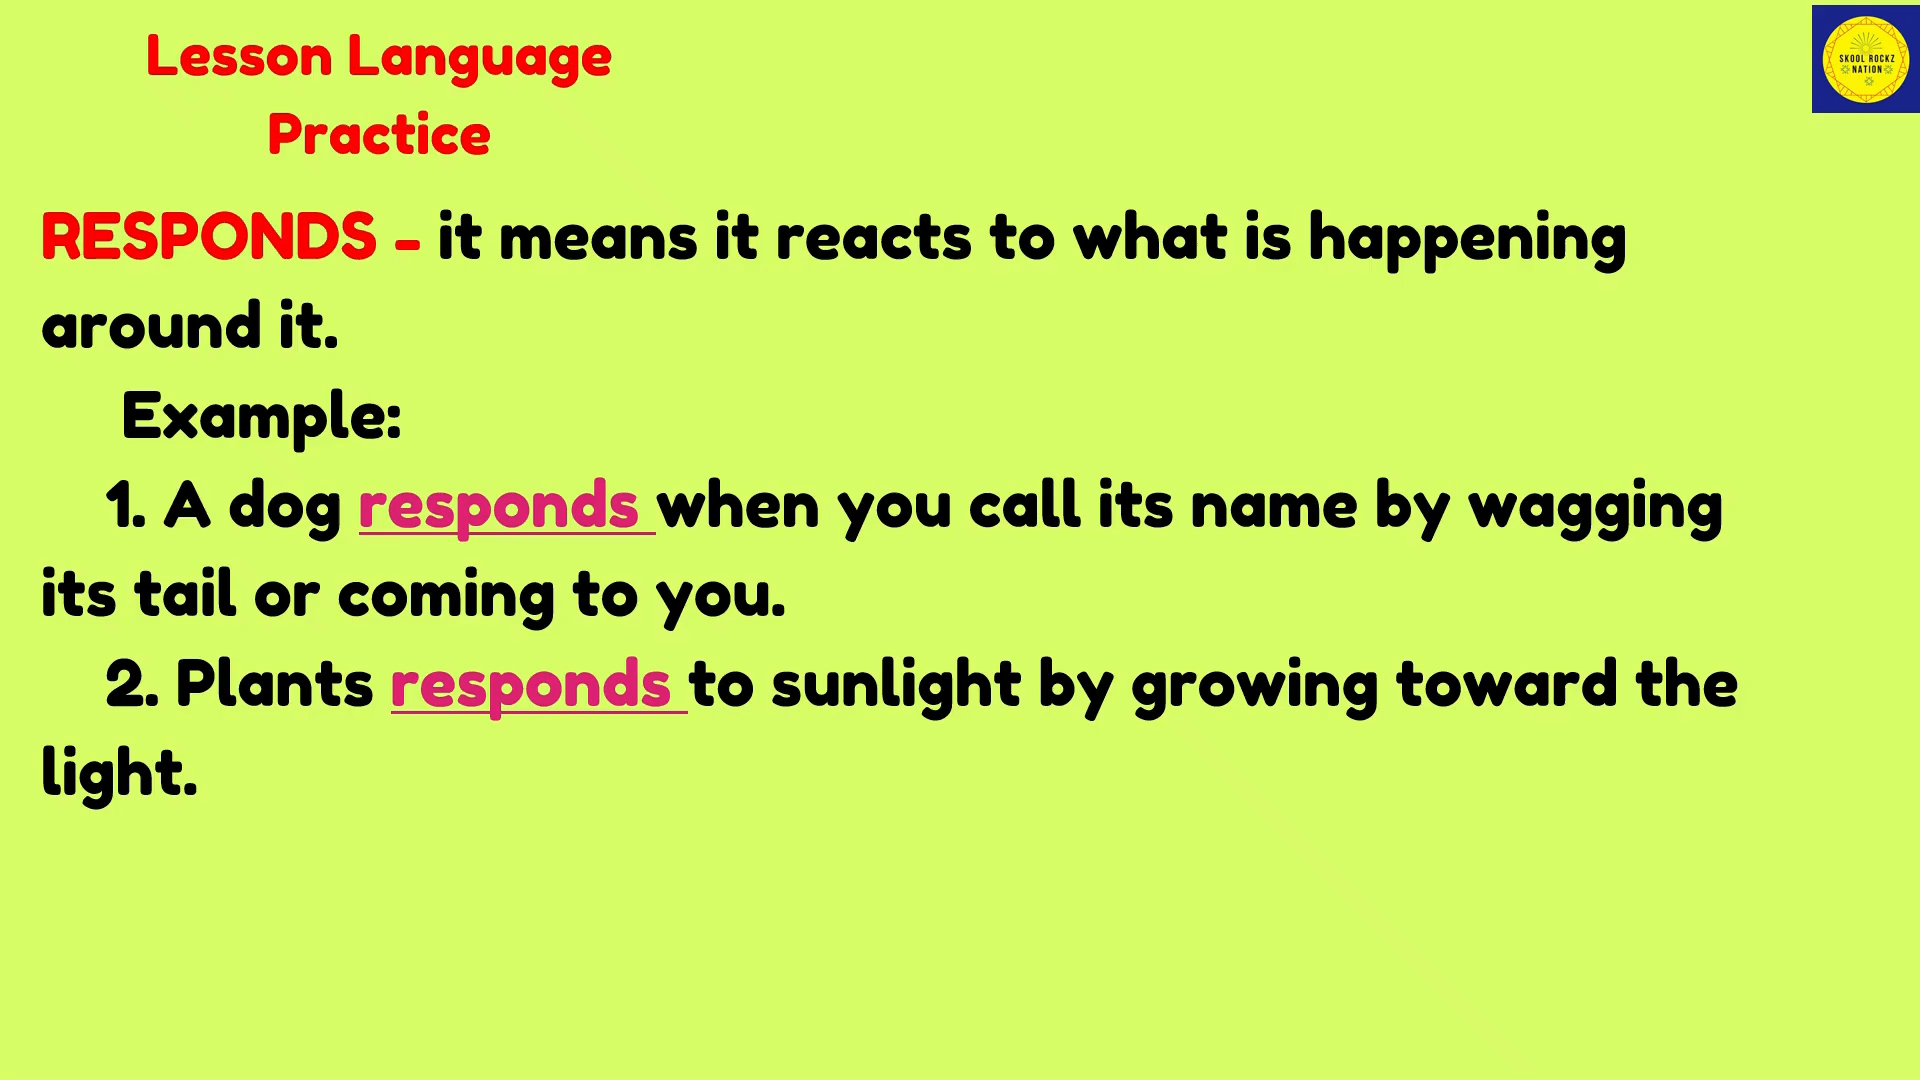 Lesson Language
Practice
SKOOL ROCKZ
NATION
RESPONDS - it means it reacts to what is happening
around it.
Example:
1. A dog responds when you call its name by wagging
its tail or coming to you.
2. Plants responds to sunlight by growing toward the
light.